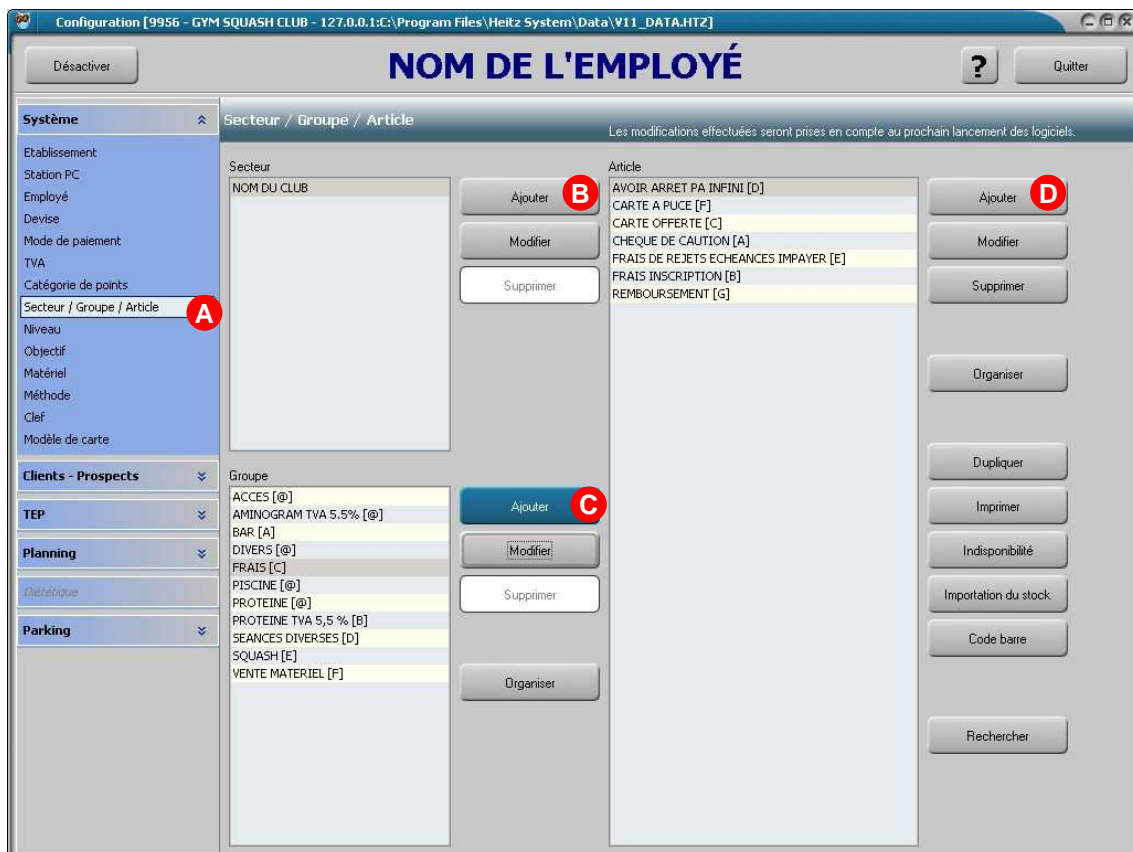 Configuration [9956 - GYM SQUASH CLUB - 127.0.0.1:C:\Program Files\Heitz System\Data\V11_DATA.HTZ]
Désactiver
NOM DE L'EMPLOYÉ
?
Quitter
Système
Etablissement
Station PC
Employé
Devise
Mode de paiement
TVA
Catégorie de points
Secteur / Groupe / Article
A
Niveau
Objectif
Matériel
Méthode
Clef
Modèle de carte
Clients - Prospects
TEP
Planning
Diététique
Parking
Secteur / Groupe / Article
Les modifications effectuées seront prises en compte au prochain lancement des logiciels.
Secteur
NOM DU CLUB
Ajouter
B
Modifier
Supprimer
Groupe
ACCES [@]
AMINOGRAM TVA 5.5% [@]
BAR [A]
DIVERS [@]
FRAIS [C]
PISCINE [@]
PROTEINE [@]
PROTEINE TVA 5,5 % [B]
SEANCES DIVERSES [D]
SQUASH [E]
VENTE MATERIEL [F]
Ajouter
C
Modifier
Supprimer
Organiser
Article
AVOIR ARRET PA INFINI [D]
CARTE A PUCE [F]
CARTE OFFERTE [C]
CHEQUE DE CAUTION [A]
FRAIS DE REJETS ECHEANCES IMPAYER [E]
FRAIS INSCRIPTION [B]
REMBOURSEMENT [G]
Ajouter
D
Modifier
Supprimer
Organiser
Dupliquer
Imprimer
Indisponibilité
Importation du stock
Code barre
Rechercher